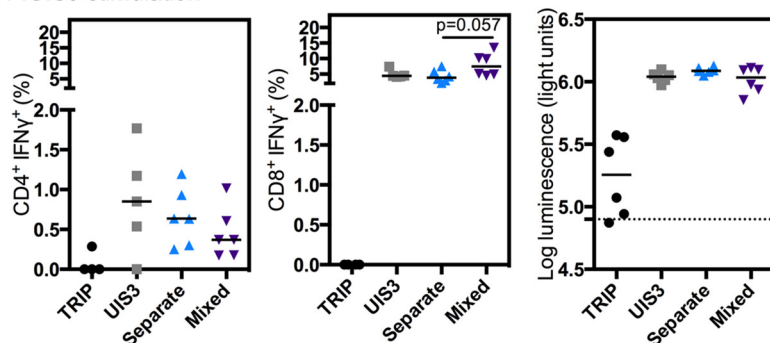 CD4⁺ IFNγ⁺ (%)
20
15
10
5
2.0
1.5
1.0
0.5
0.0
TRIP
UIS3
Separate
Mixed
CD8⁺ IFNγ⁺ (%)
20
15
10
5
2.0
1.5
1.0
0.5
0.0
p=0.057
TRIP
UIS3
Separate
Mixed
Log luminescence (light units)
6.5
6.0
5.5
5.0
4.5
TRIP
UIS3
Separate
Mixed